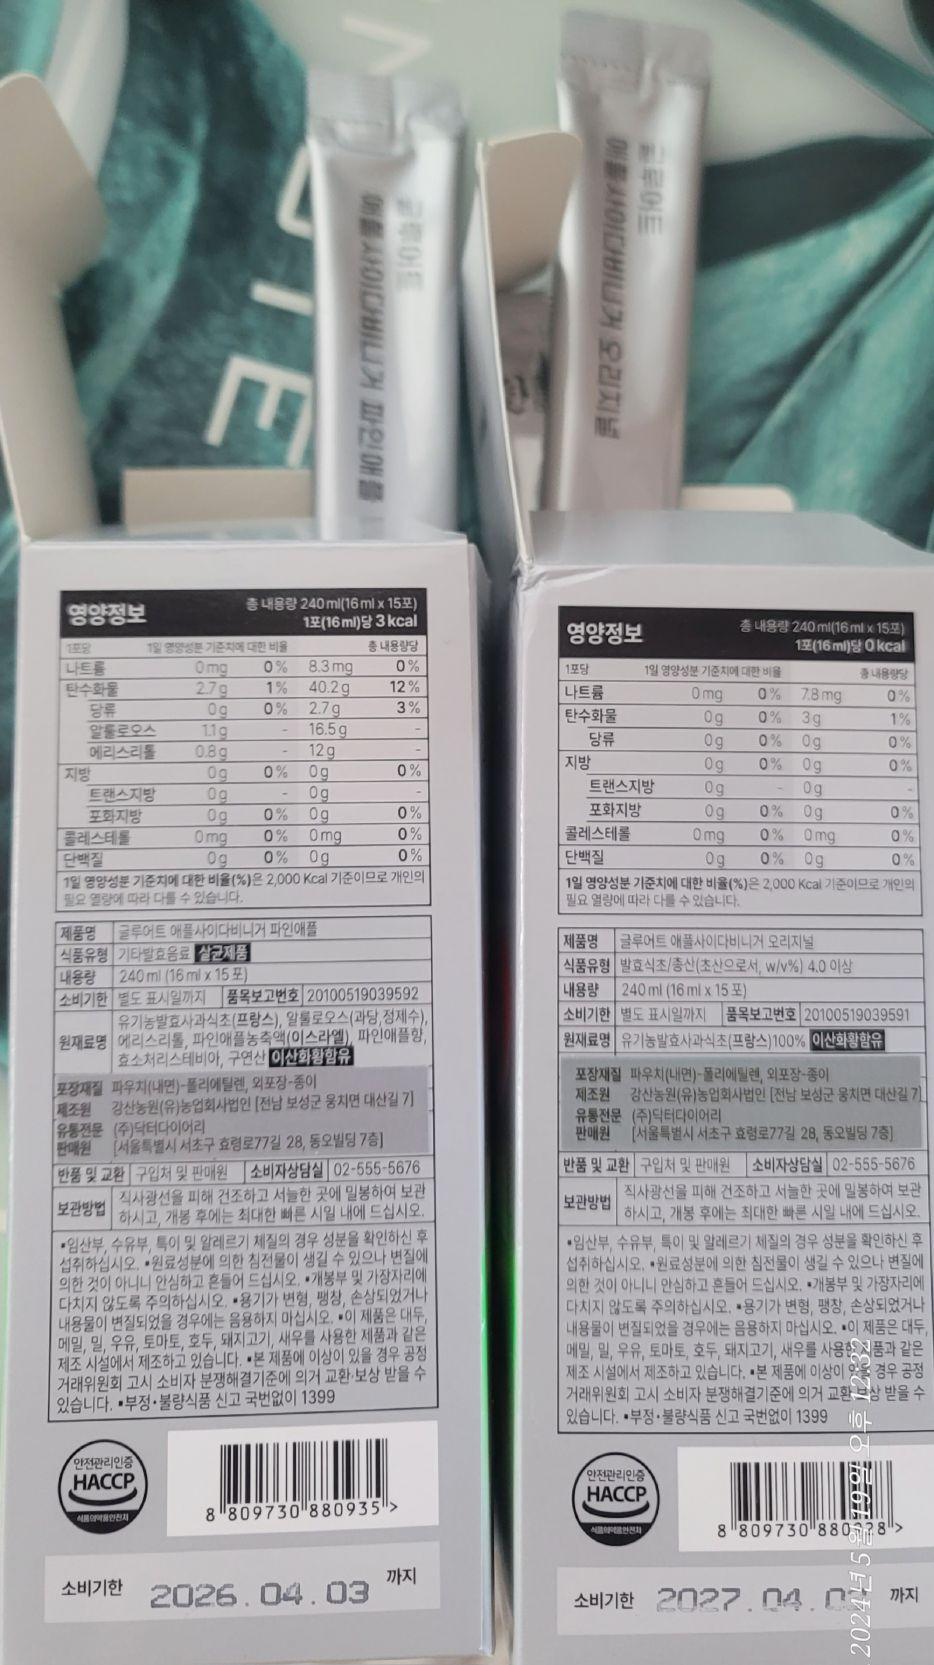 글루어트
애플사이다비니거 파인애플
글루어트
애플사이다비니거 오리지널
영양정보
총 내용량 240 ml(16 ml x 15포)
1포(16 ml)당 3 kcal
1포당 1일 영양성분 기준치에 대한 비율 총 내용량당
나트륨 0 mg 0 % 8.3 mg 0 %
탄수화물 2.7 g 1 % 40.2 g 12 %
당류 0 g 0 % 2.7 g 3 %
알룰로오스 1.1 g - 16.5 g -
에리스리톨 0.8 g - 12 g -
지방 0 g 0 % 0 g 0 %
트랜스지방 0 g - 0 g -
포화지방 0 g 0 % 0 g 0 %
콜레스테롤 0 mg 0 % 0 mg 0 %
단백질 0 g 0 % 0 g 0 %
1일 영양성분 기준치에 대한 비율(%)은 2,000 Kcal 기준이므로 개인의
필요 열량에 따라 다를 수 있습니다.
제품명 글루어트 애플사이다비니거 파인애플
식품유형 기타발효음료 살균제품
내용량 240 ml (16 ml x 15 포)
소비기한 별도 표시일까지 품목보고번호 20100519039592
원재료명 유기농발효사과식초(프랑스), 알룰로오스(과당,정제수),
에리스리톨, 파인애플농축액(이스라엘), 파인애플향,
효소처리스테비아, 구연산 이산화황함유
포장재질 파우치(내면)-폴리에틸렌, 외포장-종이
제조원 강산농원(유)농업회사법인 [전남 보성군 웅치면 대산길 7]
유통전문판매원 (주)닥터다이어리
[서울특별시 서초구 효령로77길 28, 동오빌딩 7층]
반품 및 교환 구입처 및 판매원 소비자상담실 02-555-5676
보관방법 직사광선을 피해 건조하고 서늘한 곳에 밀봉하여 보관
하시고, 개봉 후에는 최대한 빠른 시일 내에 드십시오.
▪임산부, 수유부, 특이 및 알레르기 체질의 경우 성분을 확인하신 후
섭취하십시오. ▪원료성분에 의한 침전물이 생길 수 있으나 변질에
의한 것이 아니니 안심하고 흔들어 드십시오. ▪개봉부 및 가장자리에
다치지 않도록 주의하십시오. ▪용기가 변형, 팽창, 손상되었거나
내용물이 변질되었을 경우에는 음용하지 마십시오. ▪이 제품은 대두,
메밀, 밀, 우유, 토마토, 호두, 돼지고기, 새우를 사용한 제품과 같은
제조 시설에서 제조하고 있습니다. ▪본 제품에 이상이 있을 경우 공정
거래위원회 고시 소비자 분쟁해결기준에 의거 교환·보상 받을 수
있습니다. ▪부정·불량식품 신고 국번없이 1399
안전관리인증
HACCP
식품의약품안전처
8 809730 880935 >
소비기한 2026.04.03 까지
영양정보
총 내용량 240 ml(16 ml x 15포)
1포(16 ml)당 0 kcal
1포당 1일 영양성분 기준치에 대한 비율 총 내용량당
나트륨 0 mg 0 % 7.8 mg 0 %
탄수화물 0 g 0 % 3 g 1 %
당류 0 g 0 % 0 g 0 %
지방 0 g 0 % 0 g 0 %
트랜스지방 0 g - 0 g -
포화지방 0 g 0 % 0 g 0 %
콜레스테롤 0 mg 0 % 0 mg 0 %
단백질 0 g 0 % 0 g 0 %
1일 영양성분 기준치에 대한 비율(%)은 2,000 Kcal 기준이므로 개인의
필요 열량에 따라 다를 수 있습니다.
제품명 글루어트 애플사이다비니거 오리지널
식품유형 발효식초/총산(초산으로서, w/v%) 4.0 이상
내용량 240 ml (16 ml x 15 포)
소비기한 별도 표시일까지 품목보고번호 20100519039591
원재료명 유기농발효사과식초(프랑스)100% 이산화황함유
포장재질 파우치(내면)-폴리에틸렌, 외포장-종이
제조원 강산농원(유)농업회사법인 [전남 보성군 웅치면 대산길 7]
유통전문판매원 (주)닥터다이어리
[서울특별시 서초구 효령로77길 28, 동오빌딩 7층]
반품 및 교환 구입처 및 판매원 소비자상담실 02-555-5676
보관방법 직사광선을 피해 건조하고 서늘한 곳에 밀봉하여 보관
하시고, 개봉 후에는 최대한 빠른 시일 내에 드십시오.
▪임산부, 수유부, 특이 및 알레르기 체질의 경우 성분을 확인하신 후
섭취하십시오. ▪원료성분에 의한 침전물이 생길 수 있으나 변질에
의한 것이 아니니 안심하고 흔들어 드십시오. ▪개봉부 및 가장자리에
다치지 않도록 주의하십시오. ▪용기가 변형, 팽창, 손상되었거나
내용물이 변질되었을 경우에는 음용하지 마십시오. ▪이 제품은 대두,
메밀, 밀, 우유, 토마토, 호두, 돼지고기, 새우를 사용한 제품과 같은
제조 시설에서 제조하고 있습니다. ▪본 제품에 이상이 있을 경우 공정
거래위원회 고시 소비자 분쟁해결기준에 의거 교환·보상 받을 수
있습니다. ▪부정·불량식품 신고 국번없이 1399
안전관리인증
HACCP
식품의약품안전처
8 809730
소비기한 2027.04. 까지
2024년 5월 19일 오후 12:32